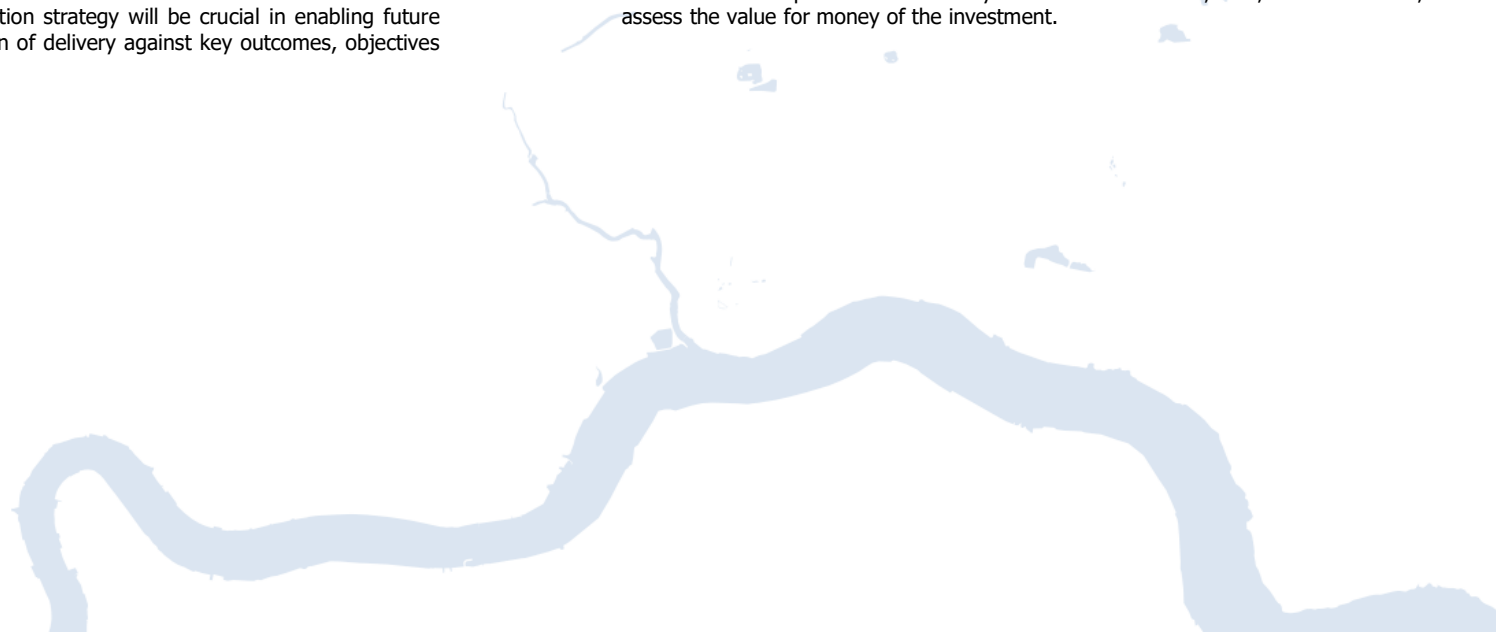 tion strategy will be crucial in enabling future
n of delivery against key outcomes, objectives
assess the value for money of the investment.